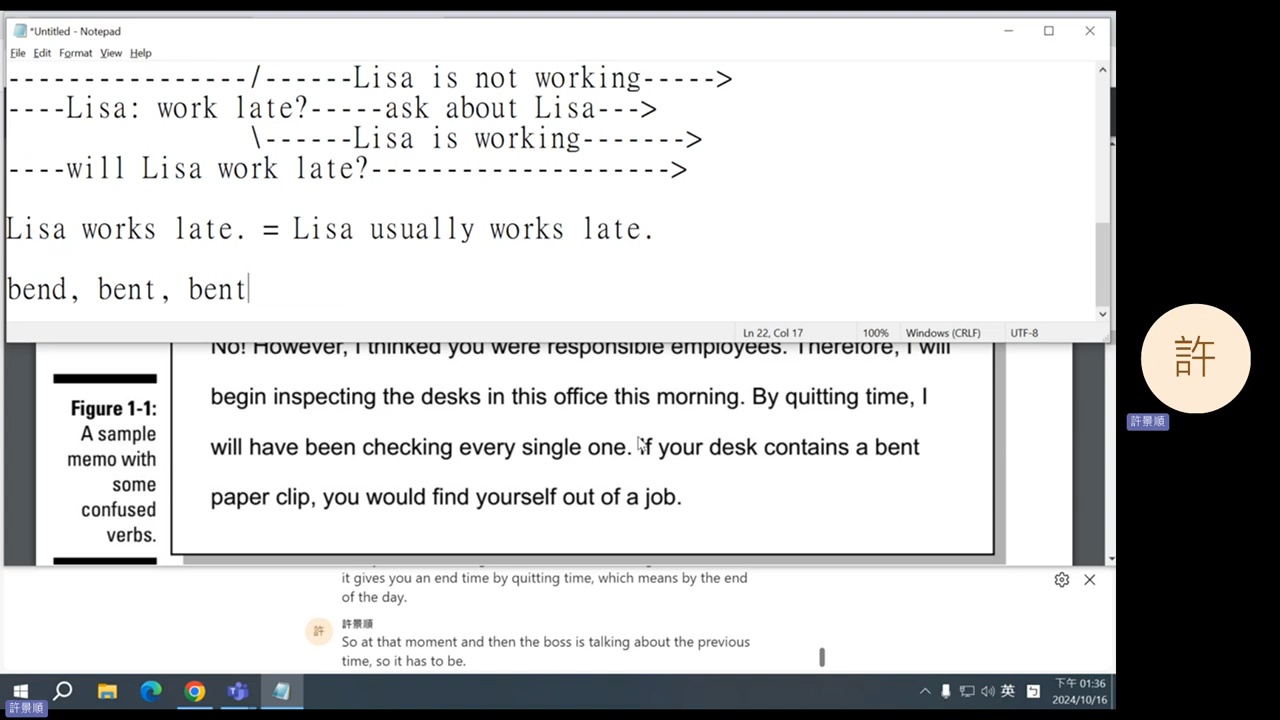 *Untitled - Notepad
File Edit Format View Help
----------------/------Lisa is not working----->
----Lisa: work late?-----ask about Lisa--->
\------Lisa is working------->
----will Lisa work late?-------------------->
Lisa works late. = Lisa usually works late.
bend, bent, bent
Ln 22, Col 17 100% Windows (CRLF) UTF-8
No! However, I thinked you were responsible employees. Therefore, I will
begin inspecting the desks in this office this morning. By quitting time, I
will have been checking every single one. If your desk contains a bent
paper clip, you would find yourself out of a job.
Figure 1-1:
A sample
memo with
some
confused
verbs.
it gives you an end time by quitting time, which means by the end
of the day.
許 許景順
So at that moment and then the boss is talking about the previous
time, so it has to be.
許
許景順
英 下午 01:36
2024/10/16
許景順